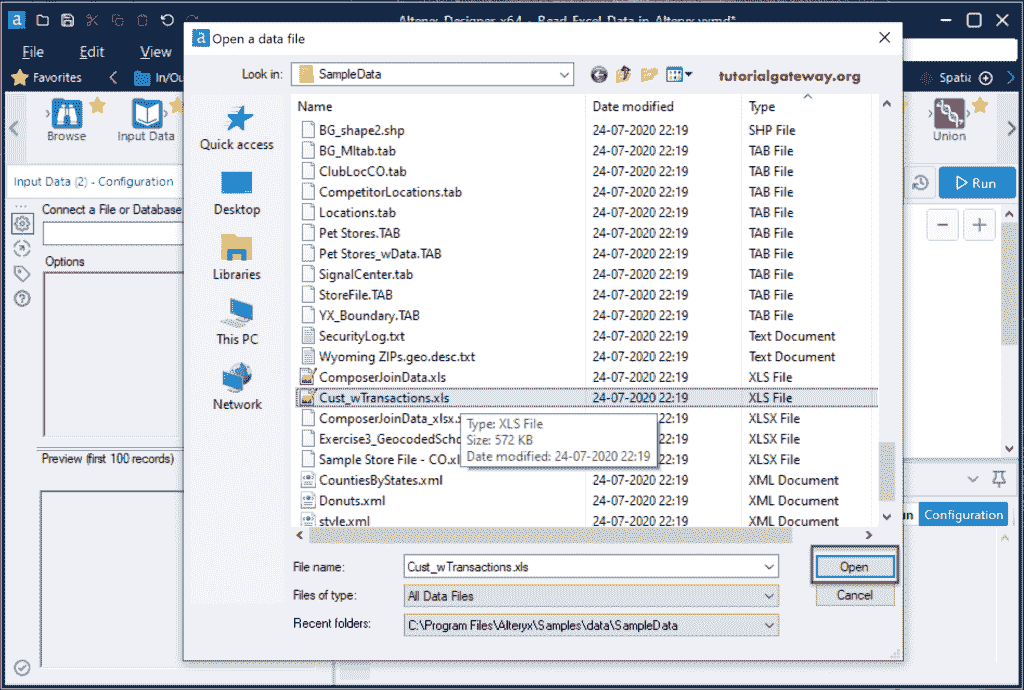 Alteryx Designer x64 - Read Excel Data in Alteryx.yxmd*
File Edit View
Favorites In/Ou Spatia
Browse Input Data Union
Input Data (2) - Configuration
Run
Connect a File or Database
Options
Preview (first 100 records)
Configuration
a Open a data file
Look in: SampleData tutorialgateway.org
Quick access
Desktop
Libraries
This PC
Network
Name Date modified Type
BG_shape2.shp 24-07-2020 22:19 SHP File
BG_MItab.tab 24-07-2020 22:19 TAB File
ClubLocCO.tab 24-07-2020 22:19 TAB File
CompetitorLocations.tab 24-07-2020 22:19 TAB File
Locations.tab 24-07-2020 22:19 TAB File
Pet Stores.TAB 24-07-2020 22:19 TAB File
Pet Stores_wData.TAB 24-07-2020 22:19 TAB File
SignalCenter.tab 24-07-2020 22:19 TAB File
StoreFile.TAB 24-07-2020 22:19 TAB File
YX_Boundary.TAB 24-07-2020 22:19 TAB File
SecurityLog.txt 24-07-2020 22:19 Text Document
Wyoming ZIPs.geo.desc.txt 24-07-2020 22:19 Text Document
ComposerJoinData.xls 24-07-2020 22:19 XLS File
Cust_wTransactions.xls 24-07-2020 22:19 XLS File
ComposerJoinData_xlsx.x 22:19 XLSX File
Exercise3_GeocodedScho 22:19 XLSX File
Sample Store File - CO.xl 22:19 XLSX File
Type: XLS File
Size: 572 KB
Date modified: 24-07-2020 22:19
CountiesByStates.xml 24-07-2020 22:19 XML Document
Donuts.xml 24-07-2020 22:19 XML Document
style.xml 24-07-2020 22:19 XML Document
File name: Cust_wTransactions.xls Open
Files of type: All Data Files Cancel
Recent folders: C:\Program Files\Alteryx\Samples\data\SampleData